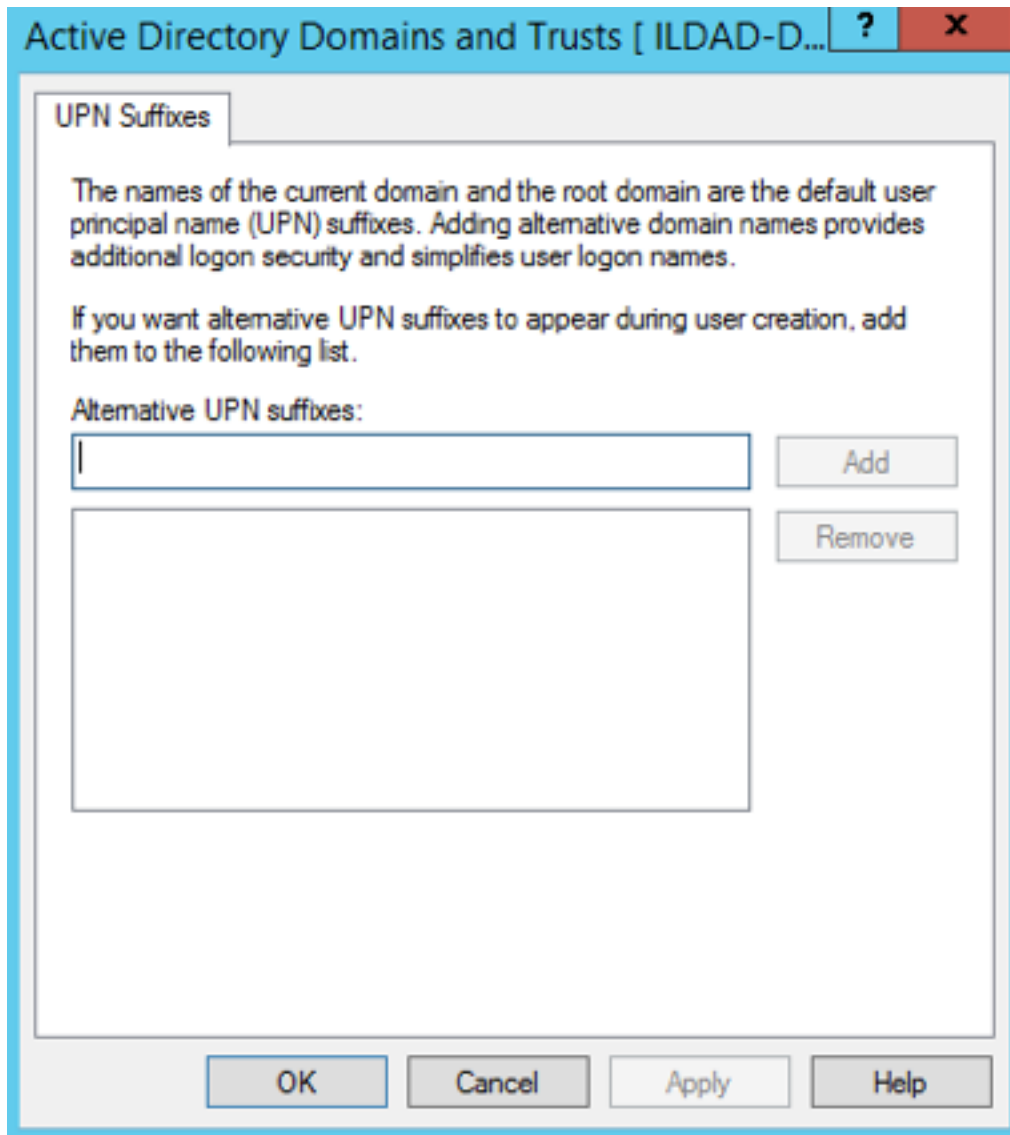 Active Directory Domains and Trusts [ ILDAD-D... ? x
UPN Suffixes
The names of the current domain and the root domain are the default user
principal name (UPN) suffixes. Adding alternative domain names provides
additional logon security and simplifies user logon names.
If you want alternative UPN suffixes to appear during user creation, add
them to the following list.
Alternative UPN suffixes:
Add
Remove
OK Cancel Apply Help